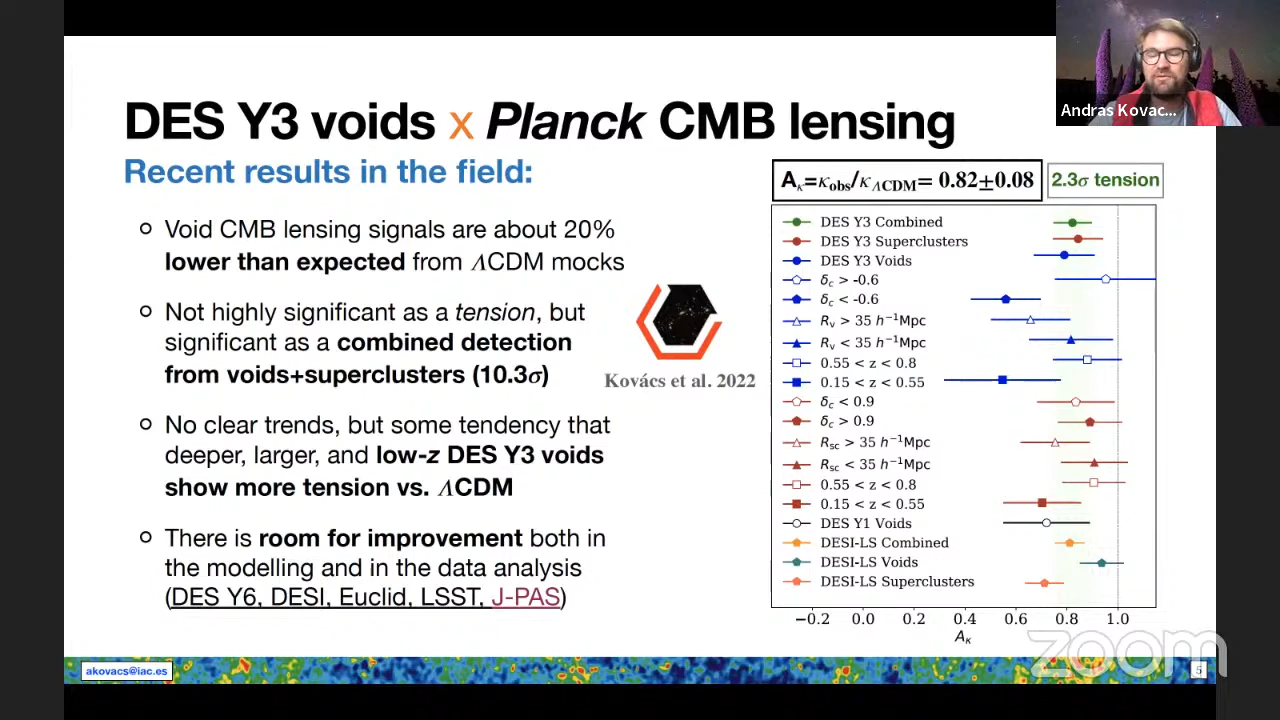 Andras Kovac...
DES Y3 voids x Planck CMB lensing
Recent results in the field:
Void CMB lensing signals are about 20%
lower than expected from ΛCDM mocks
Not highly significant as a tension, but
significant as a combined detection
from voids+superclusters (10.3σ)
No clear trends, but some tendency that
deeper, larger, and low-z DES Y3 voids
show more tension vs. ΛCDM
There is room for improvement both in
the modelling and in the data analysis
(DES Y6, DESI, Euclid, LSST, J-PAS)
Kovács et al. 2022
Aκ=κobs/κΛCDM= 0.82±0.08
2.3σ tension
DES Y3 Combined
DES Y3 Superclusters
DES Y3 Voids
δc > -0.6
δc < -0.6
Rv > 35 h⁻¹Mpc
Rv < 35 h⁻¹Mpc
0.55 < z < 0.8
0.15 < z < 0.55
δc < 0.9
δc > 0.9
Rsc > 35 h⁻¹Mpc
Rsc < 35 h⁻¹Mpc
0.55 < z < 0.8
0.15 < z < 0.55
DES Y1 Voids
DESI-LS Combined
DESI-LS Voids
DESI-LS Superclusters
−0.2 0.0 0.2 0.4 0.6 0.8 1.0
Aκ
akovacs@iac.es
zoom
5